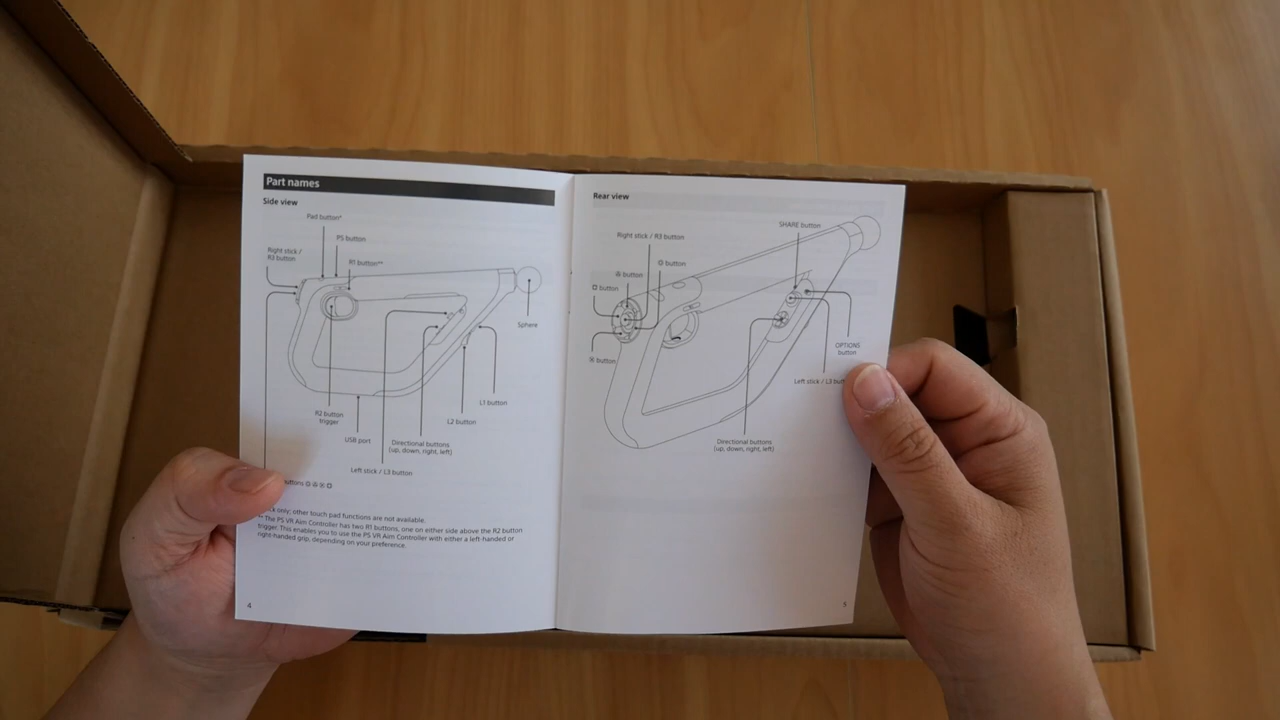 Part names
Side view
Pad button*
PS button
Right stick /
R3 button
R1 button**
Sphere
R2 button
trigger
L1 button
L2 button
USB port
Directional buttons
(up, down, right, left)
Left stick / L3 button
only; other touch pad functions are not available.
The PS VR Aim Controller has two R1 buttons, one on either side above the R2 button
trigger. This enables you to use the PS VR Aim Controller with either a left-handed or
right-handed grip, depending on your preference.
4
Rear view
SHARE button
Right stick / R3 button
button
button
button
button
OPTIONS
button
Left stick / L3
Directional buttons
(up, down, right, left)
5